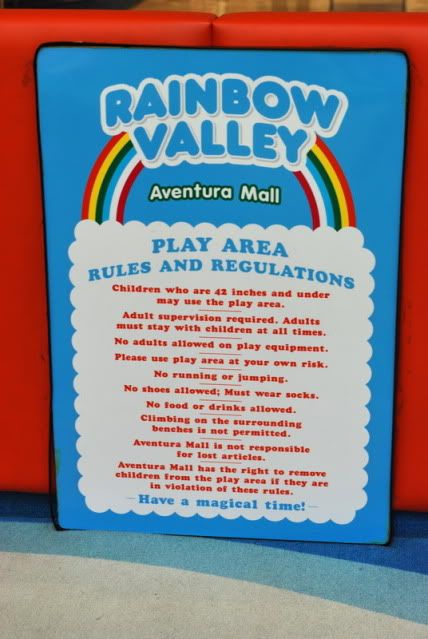 RAINBOW
VALLEY
Aventura Mall
PLAY AREA
RULES AND REGULATIONS
Children who are 42 inches and under
may use the play area.
Adult supervision required. Adults
must stay with children at all times.
No adults allowed on play equipment.
Please use play area at your own risk.
No running or jumping.
No shoes allowed; Must wear socks.
No food or drinks allowed.
Climbing on the surrounding
benches is not permitted.
Aventura Mall is not responsible
for lost articles.
Aventura Mall has the right to remove
children from the play area if they are
in violation of these rules.
Have a magical time!